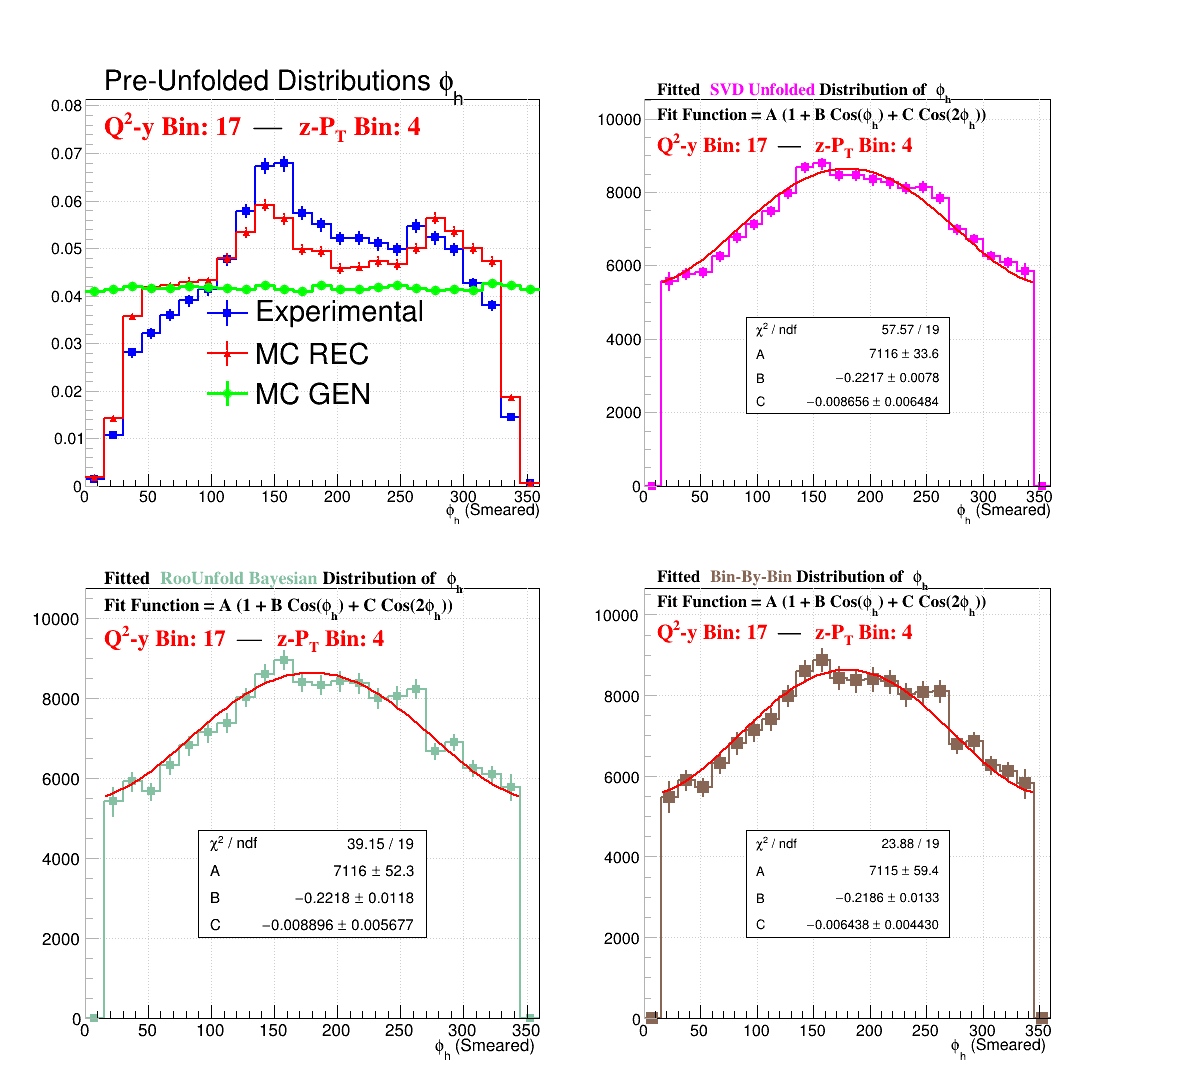 Pre-Unfolded Distributions ϕh
Q²-y Bin: 17 — z-PT Bin: 4
0.08
0.07
0.06
0.05
0.04
0.03
0.02
0.01
0
Experimental
MC REC
MC GEN
0 50 100 150 200 250 300
ϕh (Smeared)
Fitted SVD Unfolded Distribution of ϕh
Fit Function = A (1 + B Cos(ϕh) + C Cos(2ϕh))
Q²-y Bin: 17 — z-PT Bin: 4
10000
8000
6000
4000
2000
0
χ² / ndf 57.57 / 19
A 7116 ± 33.6
B −0.2217 ± 0.0078
C −0.008656 ± 0.006484
0 50 100 150 200 250 300 350
ϕh (Smeared)
Fitted RooUnfold Bayesian Distribution of ϕh
Fit Function = A (1 + B Cos(ϕh) + C Cos(2ϕh))
Q²-y Bin: 17 — z-PT Bin: 4
10000
8000
6000
4000
2000
0
χ² / ndf 39.15 / 19
A 7116 ± 52.3
B −0.2218 ± 0.0118
C −0.008896 ± 0.005677
0 50 100 150 200 250 300
ϕh (Smeared)
Fitted Bin-By-Bin Distribution of ϕh
Fit Function = A (1 + B Cos(ϕh) + C Cos(2ϕh))
Q²-y Bin: 17 — z-PT Bin: 4
10000
8000
6000
4000
2000
0
χ² / ndf 23.88 / 19
A 7115 ± 59.4
B −0.2186 ± 0.0133
C −0.006438 ± 0.004430
0 50 100 150 200 250 300 350
ϕh (Smeared)